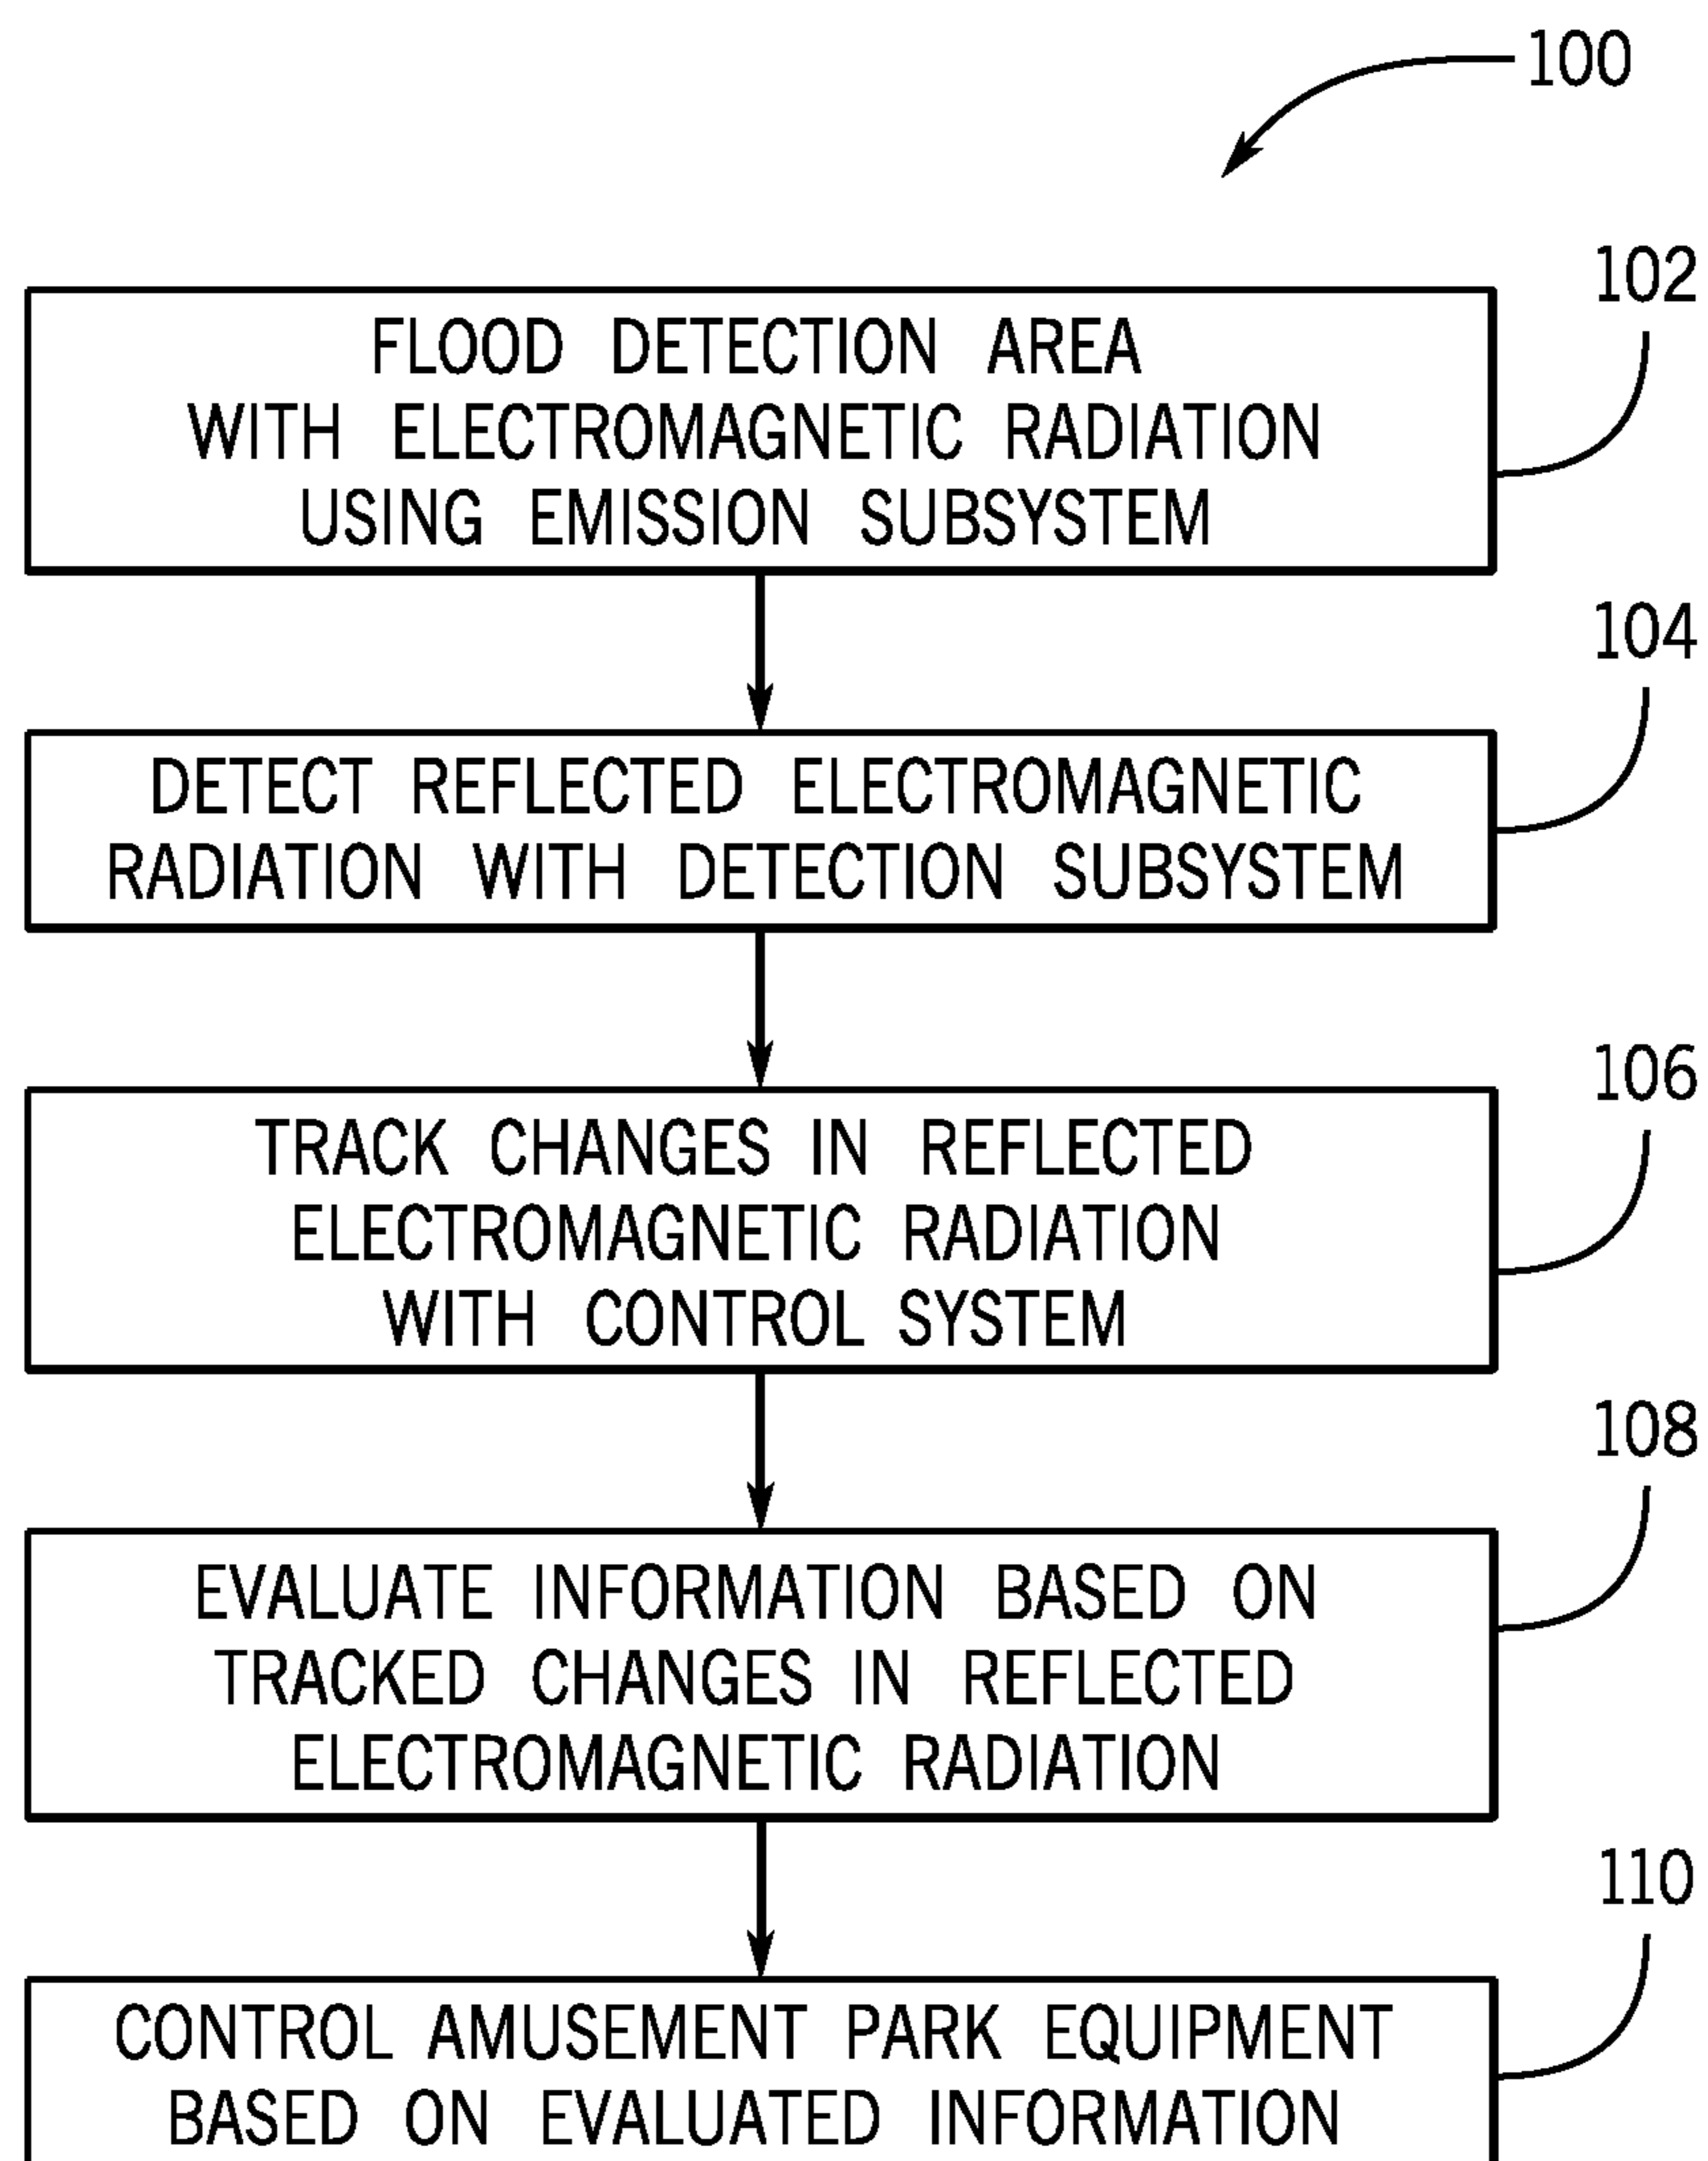 100
102
FLOOD DETECTION AREA
WITH ELECTROMAGNETIC RADIATION
USING EMISSION SUBSYSTEM
104
DETECT REFLECTED ELECTROMAGNETIC
RADIATION WITH DETECTION SUBSYSTEM
106
TRACK CHANGES IN REFLECTED
ELECTROMAGNETIC RADIATION
WITH CONTROL SYSTEM
108
EVALUATE INFORMATION BASED ON
TRACKED CHANGES IN REFLECTED
ELECTROMAGNETIC RADIATION
110
CONTROL AMUSEMENT PARK EQUIPMENT
BASED ON EVALUATED INFORMATION